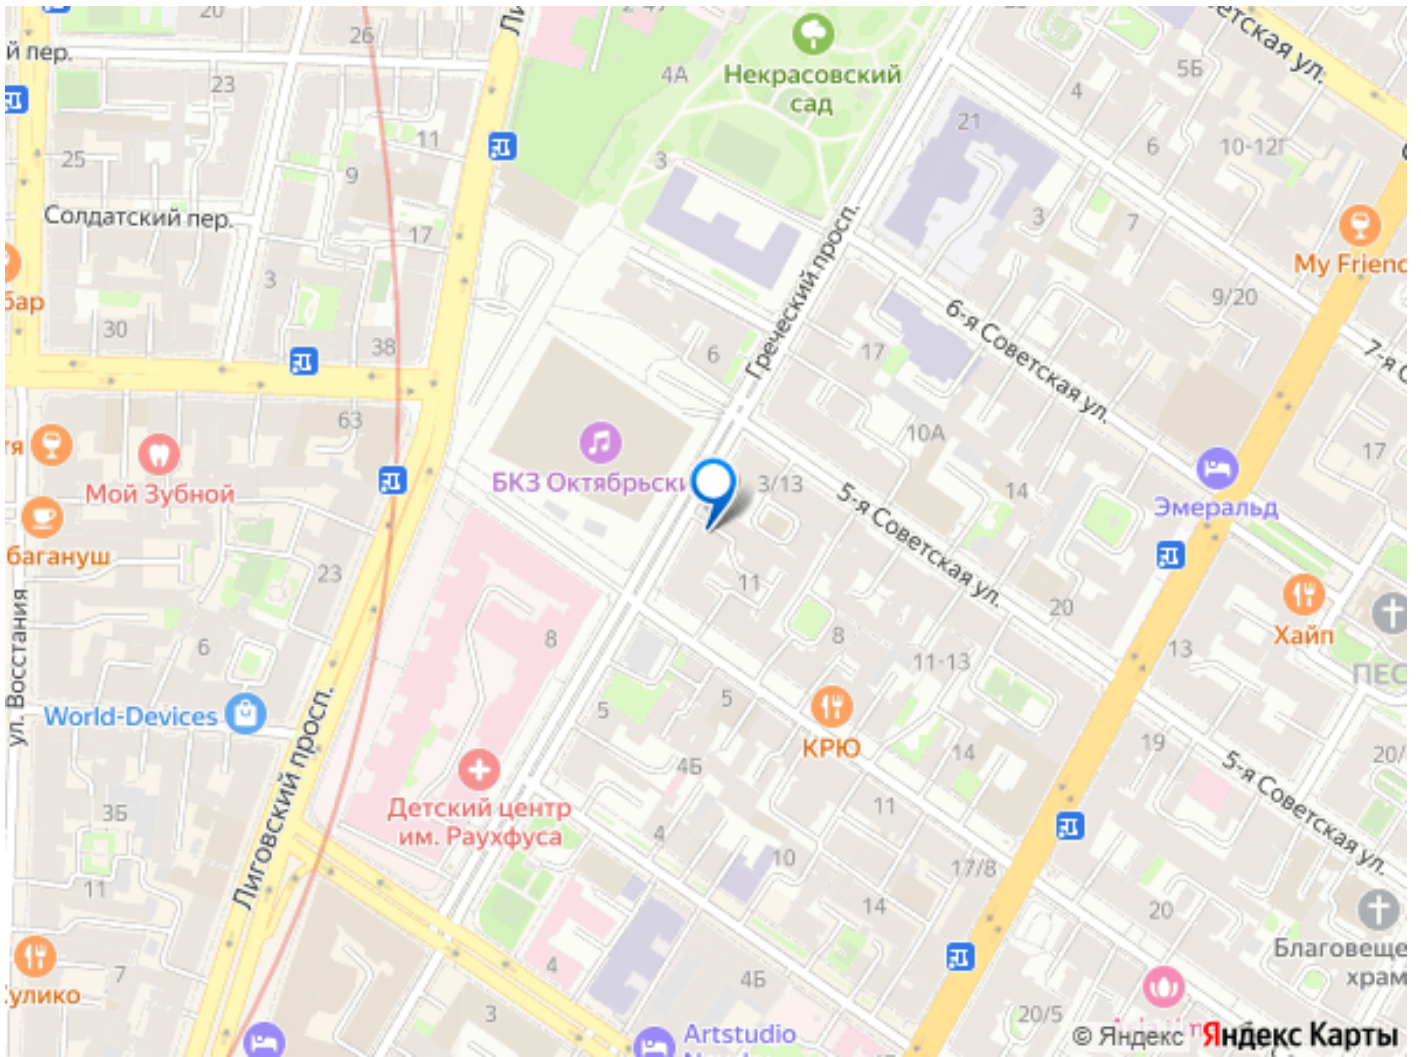 20
26
й пер.
4А
Некрасовский
сад
ветская ул.
5Б
4
23
21
6
10-12Г
11
25
9
3
Солдатский пер.
17
3
7
My Frienc
9/20
бар
3
30
38
6
Греческий просп.
17
6-я Советская ул.
7-я С
63
10А
17
Мой Зубной
БКЗ Октябрьски
3/13
14
Эмеральд
5-я Советская ул.
багануш
23
11
20
Хайп
ул. Восстания
6
8
8
11-13
13
ПЕС
World-Devices
5
5
КРЮ
Лиговский просп.
4Б
14
19
20/
5-я Советская ул.
3Б
Детский центр
им. Раухфуса
4
11
10
17/8
11
14
20
Благовеще
храм
7
4
4Б
улико
3
20/5
Artstudio
© Яндекс
Яндекс Карты